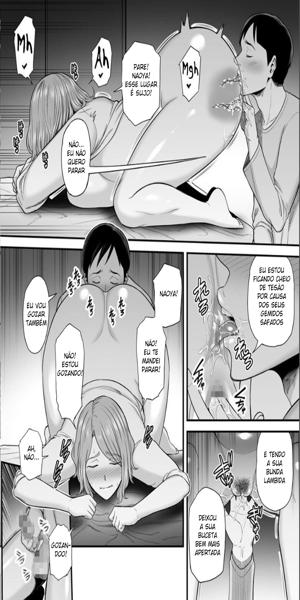 Mh
Ah
PARE!
NAOYA!
ESSE LUGAR
É SUJO!
Mgh
NÃO...
EU NÃO
QUERO
PARAR
NAOYA!
EU VOU
GOZAR
TAMBÉM
NÃO!
ESTOU
GOZANDO!
NÃO!
EU TE
MANDEI
PARAR!
AH,
NÃO...
GOZAN-
DOO!
EU ESTOU
FICANDO CHEIO
DE TESÃO
POR CAUSA
DOS SEUS
GEMIDOS
SAFADOS
E TENDO
A SUA
BUNDA
LAMBIDA
DEIXOU A
SUA BUCETA
BEM MAIS
APERTADA